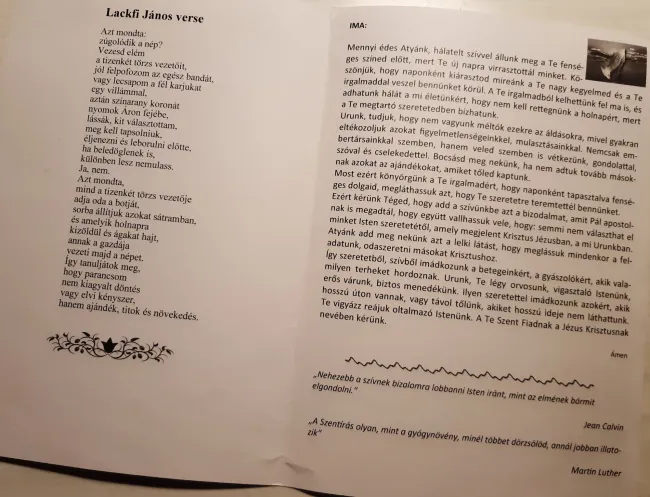 Lackfi János verse
Azt mondta:
zúgolódik a nép?
Vezesd elém
a tizenkét törzs vezetőit,
jól felpofozom az egész bandát,
vagy lecsapom a fél karjukat
egy villámmal,
aztán színarany koronát
nyomok Áron fejébe,
lássák, kit választottam,
meg kell tapsolniuk,
éljenezni és leborulni előtte,
ha beledöglenek is,
különben lesz nemulass.
Ja, nem.
Azt mondta,
mind a tizenkét törzs vezetője
adja oda a botját,
sorba állítjuk azokat sátramban,
és amelyik holnapra
kizöldül és ágakat hajt,
annak a gazdája
vezeti majd a népet.
Így tanuljátok meg,
hogy parancsom
nem kiagyalt döntés
vagy elvi kényszer,
hanem ajándék, titok és növekedés.
IMA:
Mennyi édes Atyánk, hálatelt szívvel állunk meg a Te fensé-
ges színed előtt, mert Te új napra virrasztottál minket. Kö-
szönjük, hogy naponként kiárasztod mireánk a Te nagy kegyelmed és a Te
irgalmaddal veszel bennünket körül. A Te irgalmadból kelhettünk fel ma is, és
adhatunk hálát a mi életünkért, hogy nem kell rettegnünk a holnapért, mert
a Te megtartó szeretetedben bízhatunk.
Urunk, tudjuk, hogy nem vagyunk méltók ezekre az áldásokra, mivel gyakran
eltékozoljuk azokat figyelmetlenségeinkkel, mulasztásainkkal. Nemcsak em-
bertársainkkal szemben, hanem veled szemben is vétkezünk, gondolattal,
szóval és cselekedettel. Bocsásd meg nekünk, ha nem adtuk tovább mások-
nak azokat az ajándékokat, amiket tőled kaptunk.
Most ezért könyörgünk a Te irgalmadért, hogy naponként tapasztalva fensé-
ges dolgaid, megláthassuk azt, hogy Te szeretetre teremtettél bennünket.
Ezért kérünk Téged, hogy add a szívünkbe azt a bizodalmat, amit Pál apostol-
nak is megadtál, hogy együtt vallhassuk vele, hogy: semmi nem választhat el
minket Isten szeretetétől, amely megjelent Krisztus Jézusban, a mi Urunkban.
Atyánk add meg nekünk azt a lelki látást, hogy meglássuk mindenkor a fel-
adatunk, odaszeretni másokat Krisztushoz.
Így szeretetből, szívből imádkozunk a betegeinkért, a gyászolókért, akik vala-
milyen terheket hordoznak. Urunk, Te légy orvosunk, vigasztaló Istenünk,
erős várunk, biztos menedékünk. Ilyen szeretettel imádkozunk azokért, akik
hosszú úton vannak, vagy távol tőlünk, akiket hosszú ideje nem láthattunk.
Te vigyázz reájuk oltalmazó Istenünk. A Te Szent Fiadnak a Jézus Krisztusnak
nevében kérünk.
Ámen
„Nehezebb a szívnek bizalomra lobbanni Isten iránt, mint az elmének bármit
elgondolni.”
Jean Calvin
„A Szentírás olyan, mint a gyógynövény, minél többet dörzsölöd, annál jobban illato-
zik”
Martin Luther